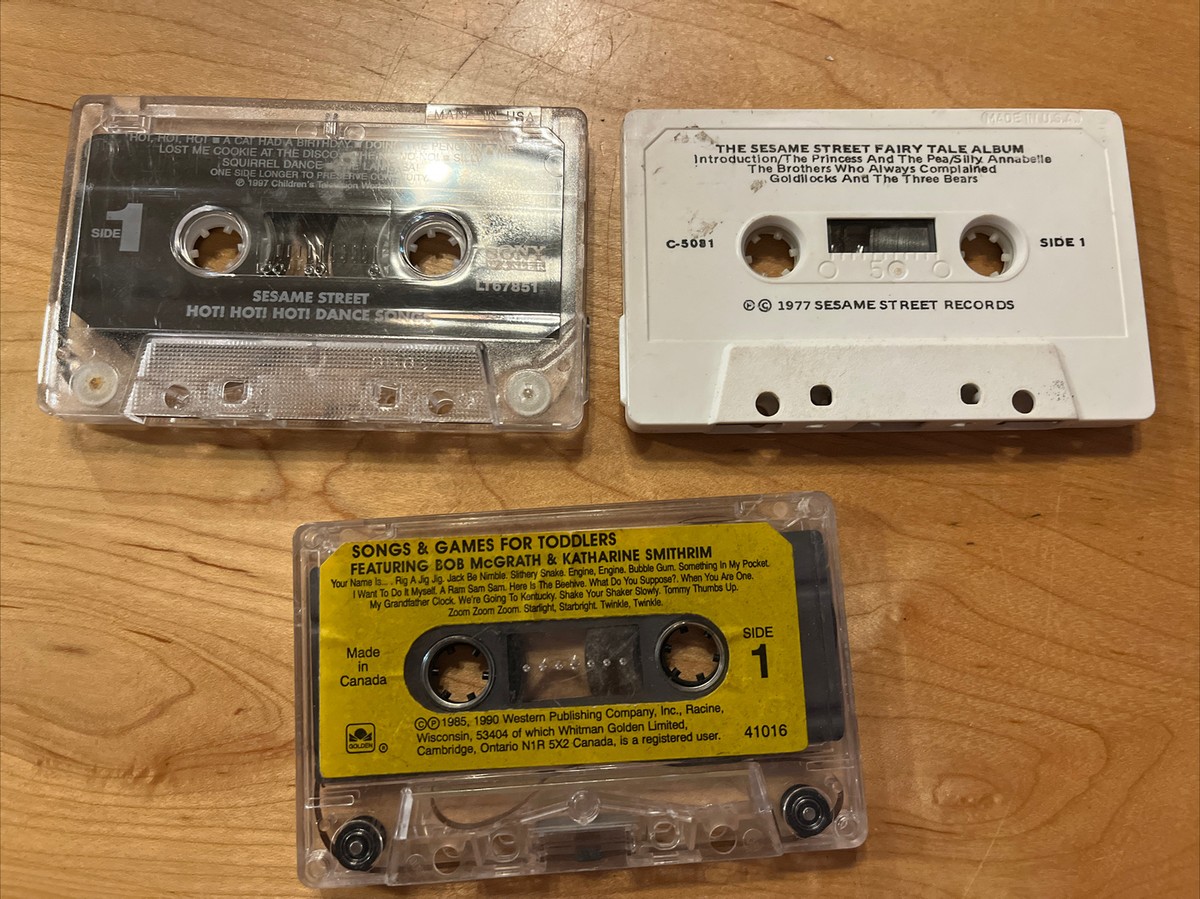 MADE IN USA
HOT, HOT, HOT ■ A CAT HAD A BIRTHDAY ■
LOST ME COOKIE AT THE DISCO
SQUIRREL DANCE
ONE SIDE LONGER TO PRESERVE
℗ 1997 Children's Television
SIDE 1
SONY
WONDER
LT67851
SESAME STREET
HOT! HOT! HOT! DANCE SONGS
MADE IN U.S.A.
THE SESAME STREET FAIRY TALE ALBUM
Introduction/The Princess And The Pea/Silly Annabelle
The Brothers Who Always Complained
Goldilocks And The Three Bears
C-5081
SIDE 1
50
℗ © 1977 SESAME STREET RECORDS
SONGS & GAMES FOR TODDLERS
FEATURING BOB McGRATH & KATHARINE SMITHRIM
Your Name Is... . Rig A Jig Jig. Jack Be Nimble. Slithery Snake. Engine, Engine. Bubble Gum. Something In My Pocket.
I Want To Do it Myself. A Ram Sam Sam. Here Is The Beehive. What Do You Suppose?. When You Are One.
My Grandfather Clock. We're Going To Kentucky. Shake Your Shaker Slowly. Tommy Thumbs Up.
Zoom Zoom Zoom. Starlight, Starbright. Twinkle, Twinkle.
Made
in
Canada
SIDE
1
©℗1985, 1990 Western Publishing Company, Inc., Racine,
Wisconsin, 53404 of which Whitman Golden Limited,
Cambridge, Ontario N1R 5X2 Canada, is a registered user.
GOLDEN ®
41016